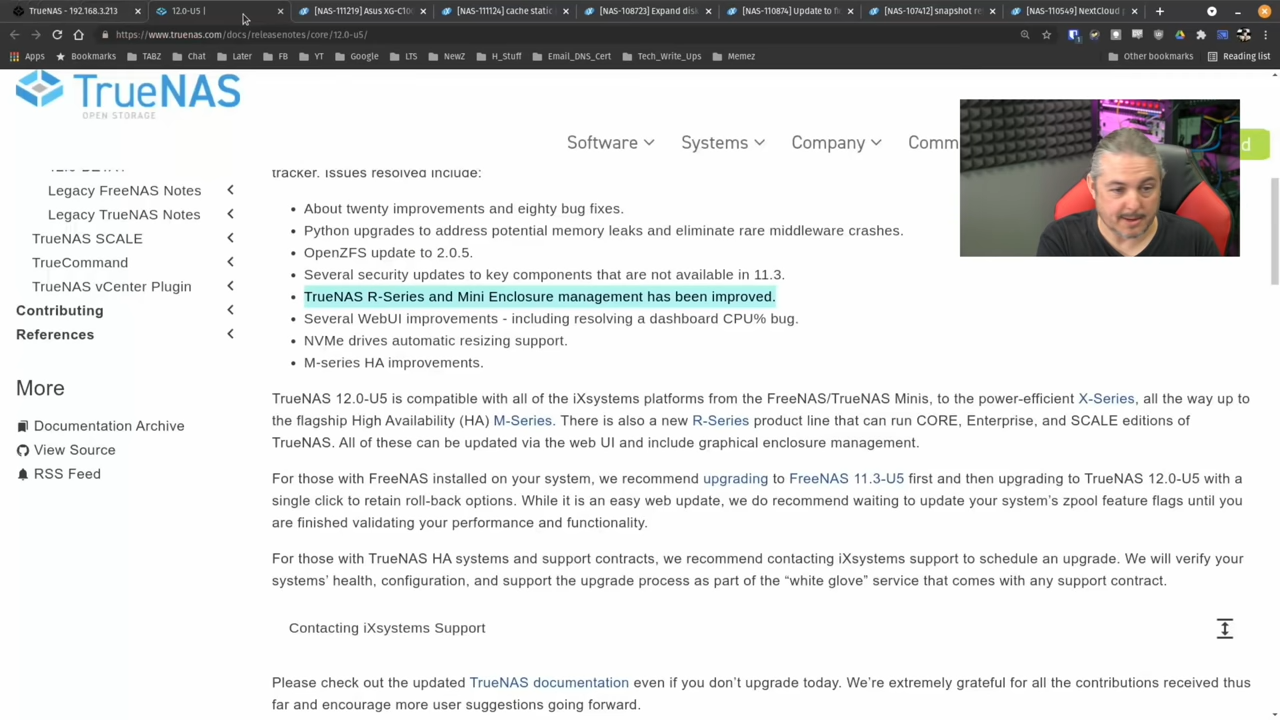 TrueNAS - 192.168.3.213
12.0-U5 |
[NAS-111219] Asus XG-C10
[NAS-111124] cache stati
[NAS-108723] Expand disk
[NAS-110874] Update to f
[NAS-107412] snapshot re
[NAS-110549] NextCloud
https://www.truenas.com/docs/releasenotes/core/12.0-u5/
Apps
Bookmarks
TABZ
Chat
Later
FB
YT
Google
LTS
NewZ
H_Stuff
Email_DNS_Cert
Tech_Write_Ups
Memez
Other bookmarks
Reading list
TrueNAS
OPEN STORAGE
Software
Systems
Company
Comm
d
Legacy FreeNAS Notes
Legacy TrueNAS Notes
TrueNAS SCALE
TrueCommand
TrueNAS vCenter Plugin
Contributing
References
More
Documentation Archive
View Source
RSS Feed
tracker. Issues resolved include:
• About twenty improvements and eighty bug fixes.
• Python upgrades to address potential memory leaks and eliminate rare middleware crashes.
• OpenZFS update to 2.0.5.
• Several security updates to key components that are not available in 11.3.
• TrueNAS R-Series and Mini Enclosure management has been improved.
• Several WebUI improvements - including resolving a dashboard CPU% bug.
• NVMe drives automatic resizing support.
• M-series HA improvements.
TrueNAS 12.0-U5 is compatible with all of the iXsystems platforms from the FreeNAS/TrueNAS Minis, to the power-efficient X-Series, all the way up to
the flagship High Availability (HA) M-Series. There is also a new R-Series product line that can run CORE, Enterprise, and SCALE editions of
TrueNAS. All of these can be updated via the web UI and include graphical enclosure management.
For those with FreeNAS installed on your system, we recommend upgrading to FreeNAS 11.3-U5 first and then upgrading to TrueNAS 12.0-U5 with a
single click to retain roll-back options. While it is an easy web update, we do recommend waiting to update your system's zpool feature flags until you
are finished validating your performance and functionality.
For those with TrueNAS HA systems and support contracts, we recommend contacting iXsystems support to schedule an upgrade. We will verify your
systems' health, configuration, and support the upgrade process as part of the “white glove” service that comes with any support contract.
Contacting iXsystems Support
Please check out the updated TrueNAS documentation even if you don't upgrade today. We're extremely grateful for all the contributions received thus
far and encourage more user suggestions going forward.